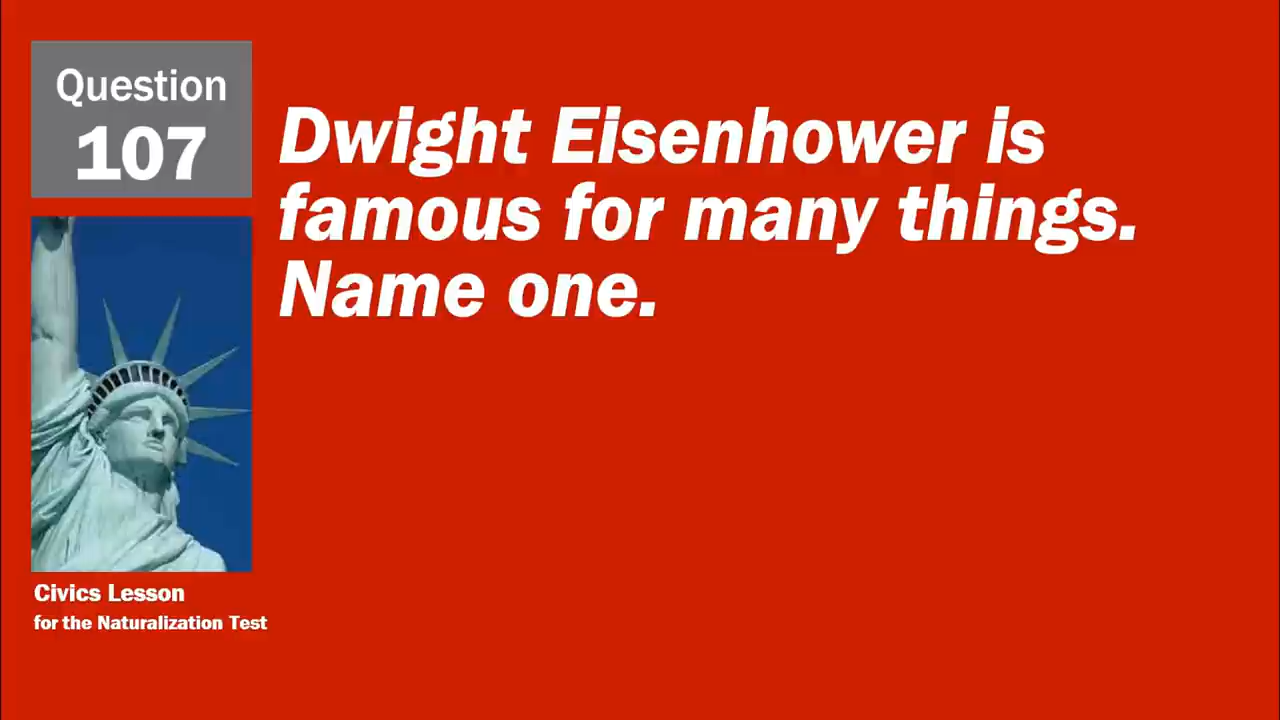 Question
107
Dwight Eisenhower is
famous for many things.
Name one.
Civics Lesson
for the Naturalization Test